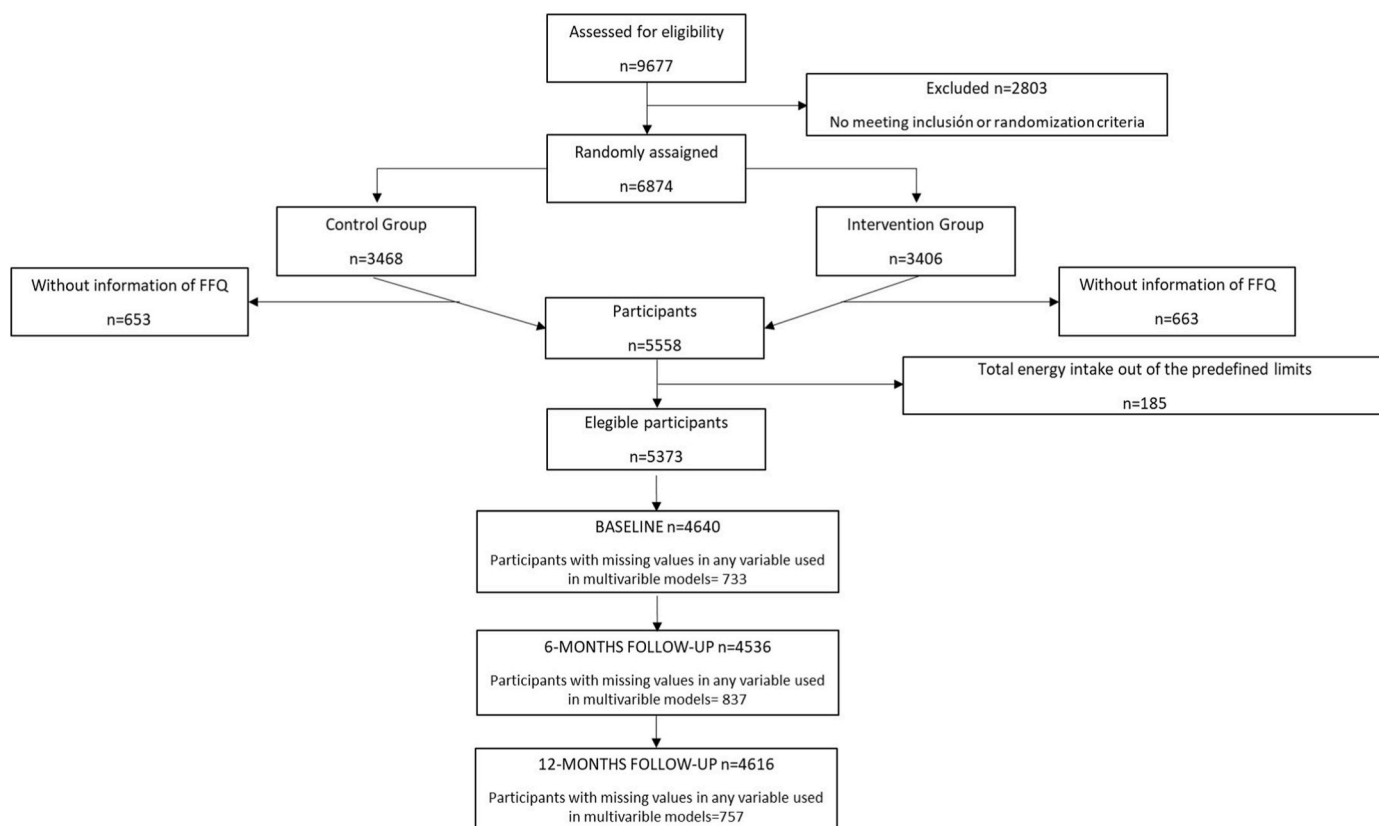 Assessed for eligibility
n=9677
Excluded n=2803
No meeting inclusión or randomization criteria
Randomly assaigned
n=6874
Control Group
n=3468
Intervention Group
n=3406
Without information of FFQ
n=653
Participants
n=5558
Without information of FFQ
n=663
Total energy intake out of the predefined limits
n=185
Elegible participants
n=5373
BASELINE n=4640
Participants with missing values in any variable used
in multivarible models= 733
6-MONTHS FOLLOW-UP n=4536
Participants with missing values in any variable used
in multivarible models= 837
12-MONTHS FOLLOW-UP n=4616
Participants with missing values in any variable used
in multivarible models=757